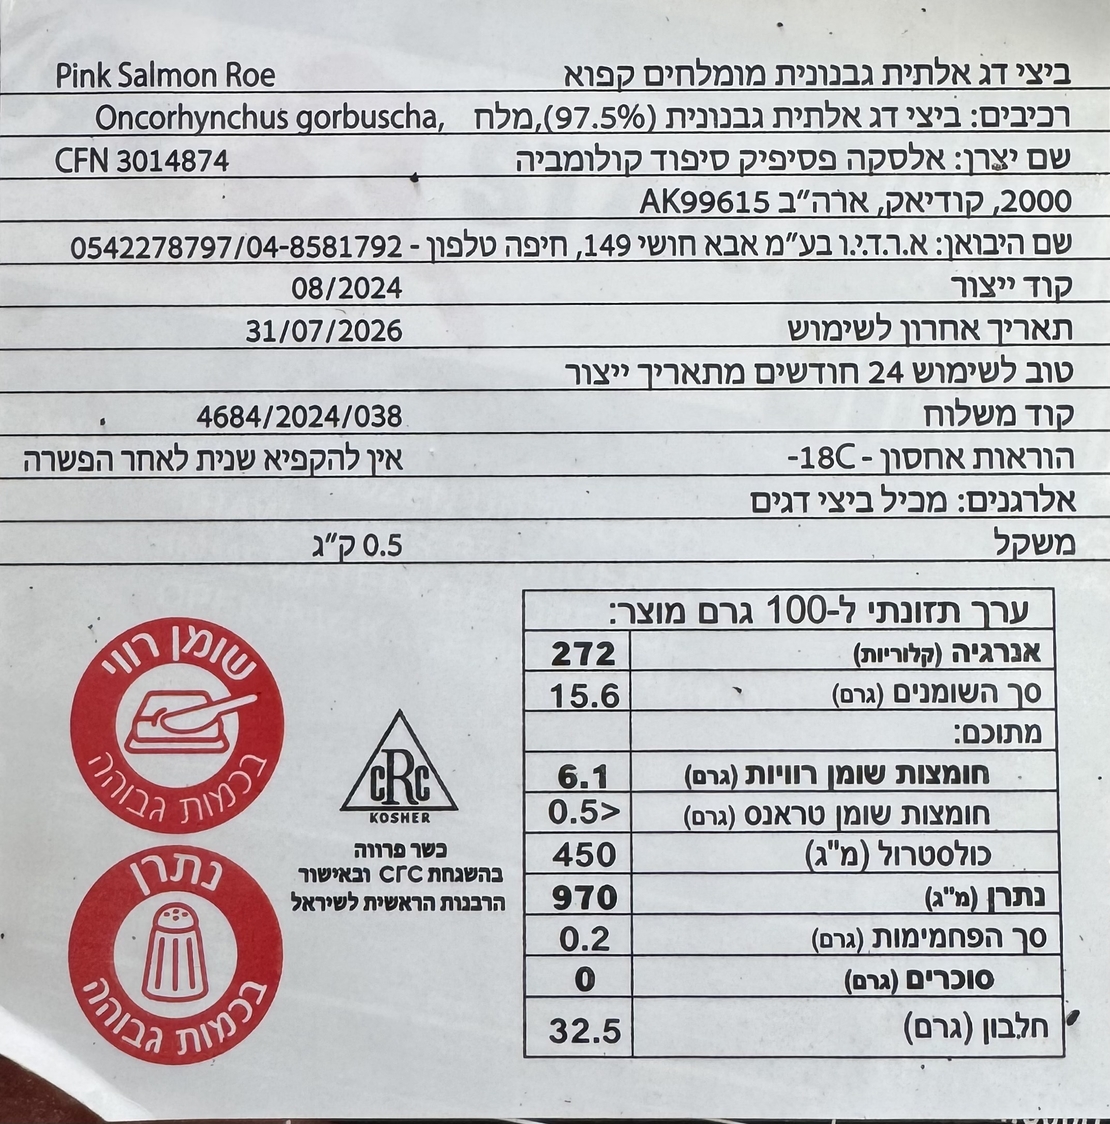 ביצי דג אלתית גבנונית מומלחים קפוא Pink Salmon Roe
רכיבים: ביצי דג אלתית גבנונית (97.5%),מלח Oncorhynchus gorbuscha,
שם יצרן: אלסקה פסיפיק סיפוד קולומביה CFN 3014874
2000, קודיאק, ארה"ב AK99615
שם היבואן: א.ר.ד.י.ו בע"מ אבא חושי 149, חיפה טלפון - 0542278797/04-8581792
קוד ייצור 08/2024
תאריך אחרון לשימוש 31/07/2026
טוב לשימוש 24 חודשים מתאריך ייצור
קוד משלוח 4684/2024/038
הוראות אחסון - 18C- אין להקפיא שנית לאחר הפשרה
אלרגנים: מכיל ביצי דגים
משקל 0.5 ק"ג
ערך תזונתי ל-100 גרם מוצר:
אנרגיה (קלוריות) 272
סך השומנים (גרם) 15.6
מתוכם:
חומצות שומן רוויות (גרם) 6.1
חומצות שומן טראנס (גרם) 0.5>
כולסטרול (מ"ג) 450
נתרן (מ"ג) 970
סך הפחמימות (גרם) 0.2
סוכרים (גרם) 0
חלבון (גרם) 32.5
CRC
KOSHER
כשר פרווה
בהשגחת CrC ובאישור
הרבנות הראשית לשיראל
שומן רווי
בכמות גבוהה
נתרן
בכמות גבוהה